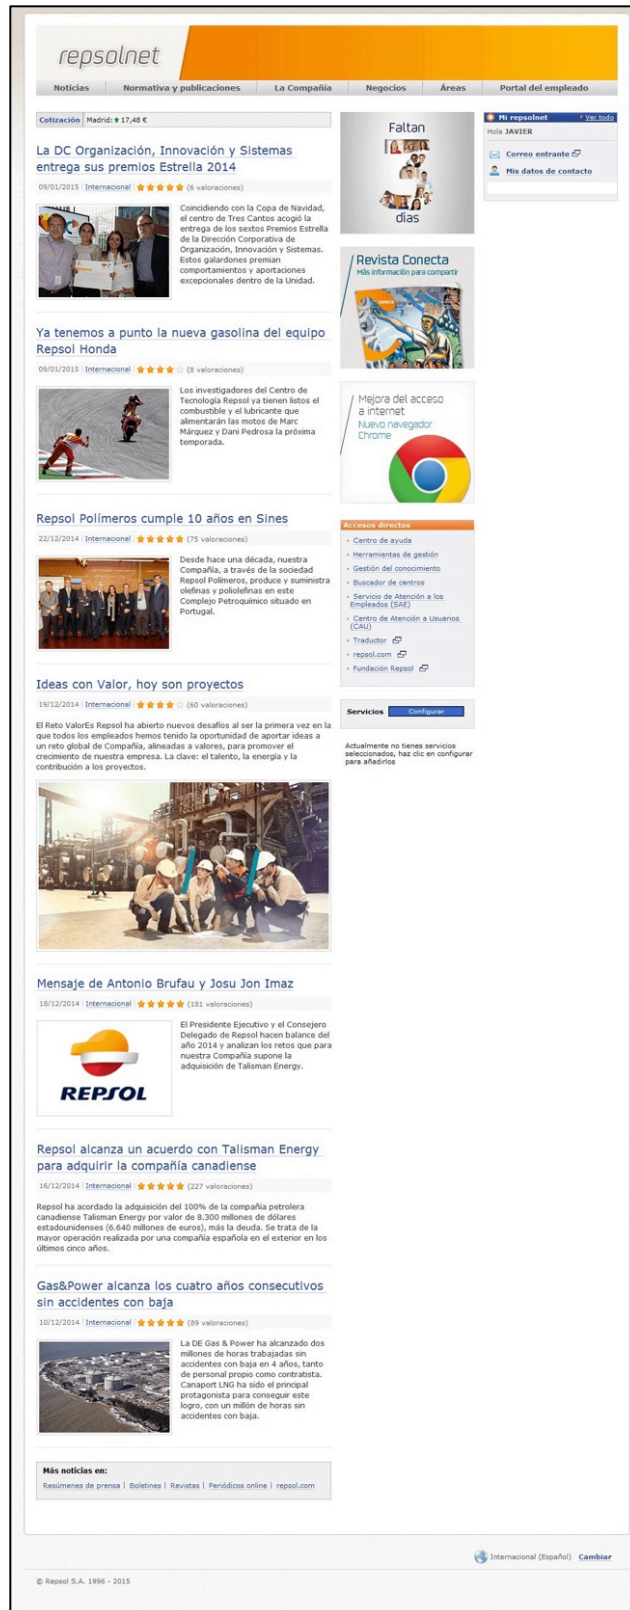 repsolnet
Noticias
Normativa y publicaciones
La Compañía
Negocios
Áreas
Portal del empleado
Cotización Madrid: 17,48 €
La DC Organización, Innovación y Sistemas
entrega sus premios Estrella 2014
09/01/2015 Internacional (6 valoraciones)
Coincidiendo con la Copa de Navidad,
el centro de Tres Cantos acogió la
entrega de los sextos Premios Estrella
de la Dirección Corporativa de
Organización, Innovación y Sistemas.
Estos galardones premian
comportamientos y aportaciones
excepcionales dentro de la Unidad.
Ya tenemos a punto la nueva gasolina del equipo
Repsol Honda
09/01/2015 Internacional (8 valoraciones)
Los investigadores del Centro de
Tecnología Repsol ya tienen listos el
combustible y el lubricante que
alimentarán las motos de Marc
Márquez y Dani Pedrosa la próxima
temporada.
Repsol Polímeros cumple 10 años en Sines
22/12/2014 Internacional (75 valoraciones)
Desde hace una década, nuestra
Compañía, a través de la sociedad
Repsol Polímeros, produce y suministra
olefinas y poliolefinas en este
Complejo Petroquímico situado en
Portugal.
Ideas con Valor, hoy son proyectos
19/12/2014 Internacional (60 valoraciones)
El Reto ValorEs Repsol ha abierto nuevos desafíos al ser la primera vez en la
que todos los empleados hemos tenido la oportunidad de aportar ideas a
un reto global de Compañía, alineadas a valores, para promover el
crecimiento de nuestra empresa. La clave: el talento, la energía y la
contribución a los proyectos.
Mensaje de Antonio Brufau y Josu Jon Imaz
18/12/2014 Internacional (181 valoraciones)
REPSOL
El Presidente Ejecutivo y el Consejero
Delegado de Repsol hacen balance del
año 2014 y analizan los retos que para
nuestra Compañía supone la
adquisición de Talisman Energy.
Repsol alcanza un acuerdo con Talisman Energy
para adquirir la compañía canadiense
16/12/2014 Internacional (227 valoraciones)
Repsol ha acordado la adquisición del 100% de la compañía petrolera
canadiense Talisman Energy por valor de 8.300 millones de dólares
estadounidenses (6.640 millones de euros), más la deuda. Se trata de la
mayor operación realizada por una compañía española en el exterior en los
últimos cinco años.
Gas&Power alcanza los cuatro años consecutivos
sin accidentes con baja
10/12/2014 Internacional (89 valoraciones)
La DE Gas & Power ha alcanzado dos
millones de horas trabajadas sin
accidentes con baja en 4 años, tanto
de personal propio como contratista.
Canaport LNG ha sido el principal
protagonista para conseguir este
logro, con un millón de horas sin
accidentes con baja.
Más noticias en:
Resúmenes de prensa | Boletines | Revistas | Periódicos online | repsol.com
Faltan
3
días
Revista Conecta
Más información para compartir
Mejora del acceso
a internet
Nuevo navegador
Chrome
Accesos directos
Centro de ayuda
Herramientas de gestión
Gestión del conocimiento
Buscador de centros
Servicio de Atención a los
Empleados (SAE)
Centro de Atención a Usuarios
(CAU)
Traductor
repsol.com
Fundación Repsol
Servicios Configurar
Actualmente no tienes servicios
seleccionados, haz clic en configurar
para añadirlos
Mi repsolnet Ver todo
Hola JAVIER
Correo entrante
Mis datos de contacto
Internacional (Español) Cambiar
© Repsol S.A. 1996 - 2015